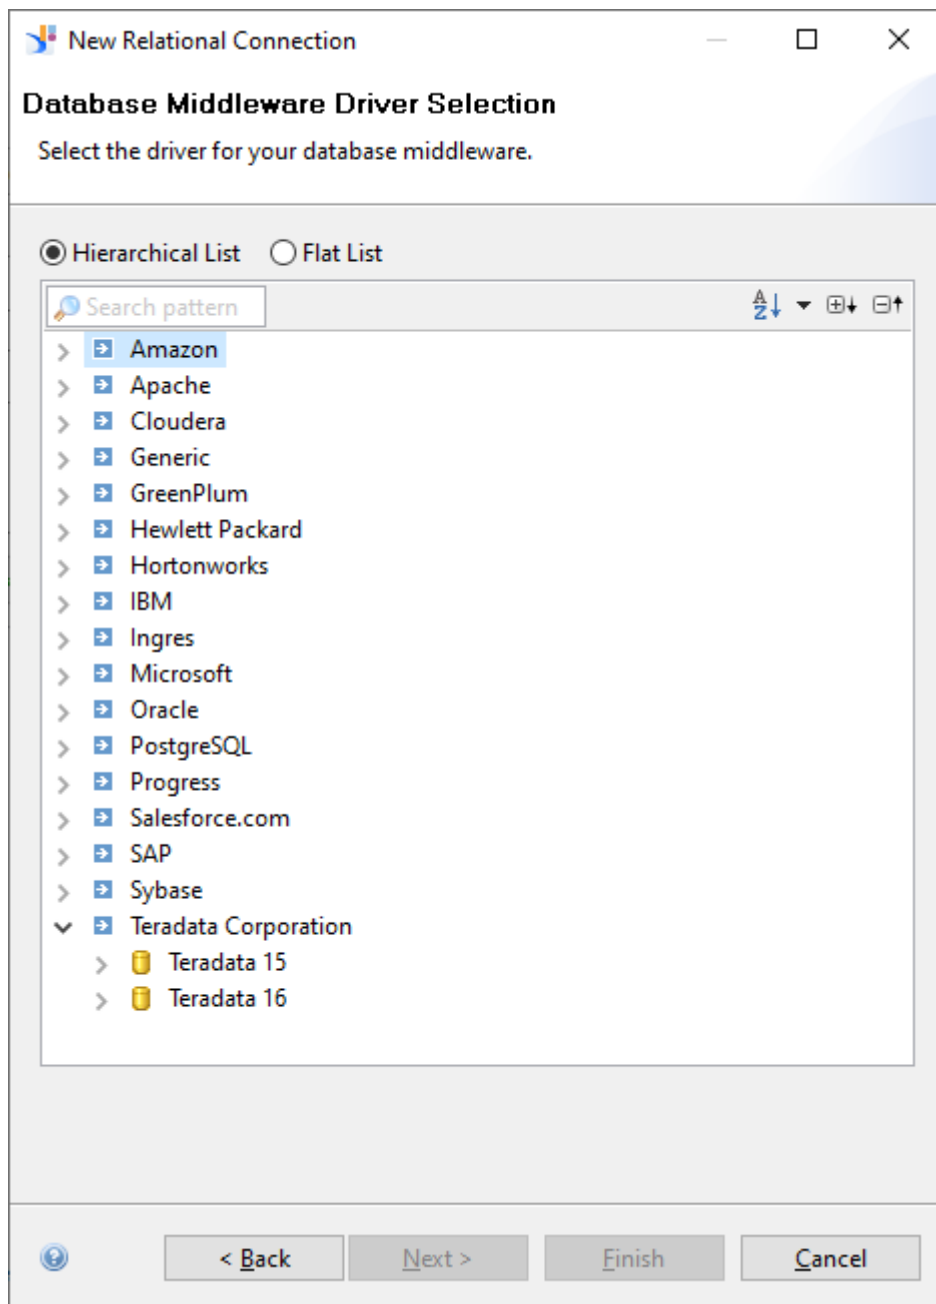 New Relational Connection
Database Middleware Driver Selection
Select the driver for your database middleware.
Hierarchical List Flat List
Search pattern
Amazon
Apache
Cloudera
Generic
GreenPlum
Hewlett Packard
Hortonworks
IBM
Ingres
Microsoft
Oracle
PostgreSQL
Progress
Salesforce.com
SAP
Sybase
Teradata Corporation
Teradata 15
Teradata 16
< Back Next > Finish Cancel